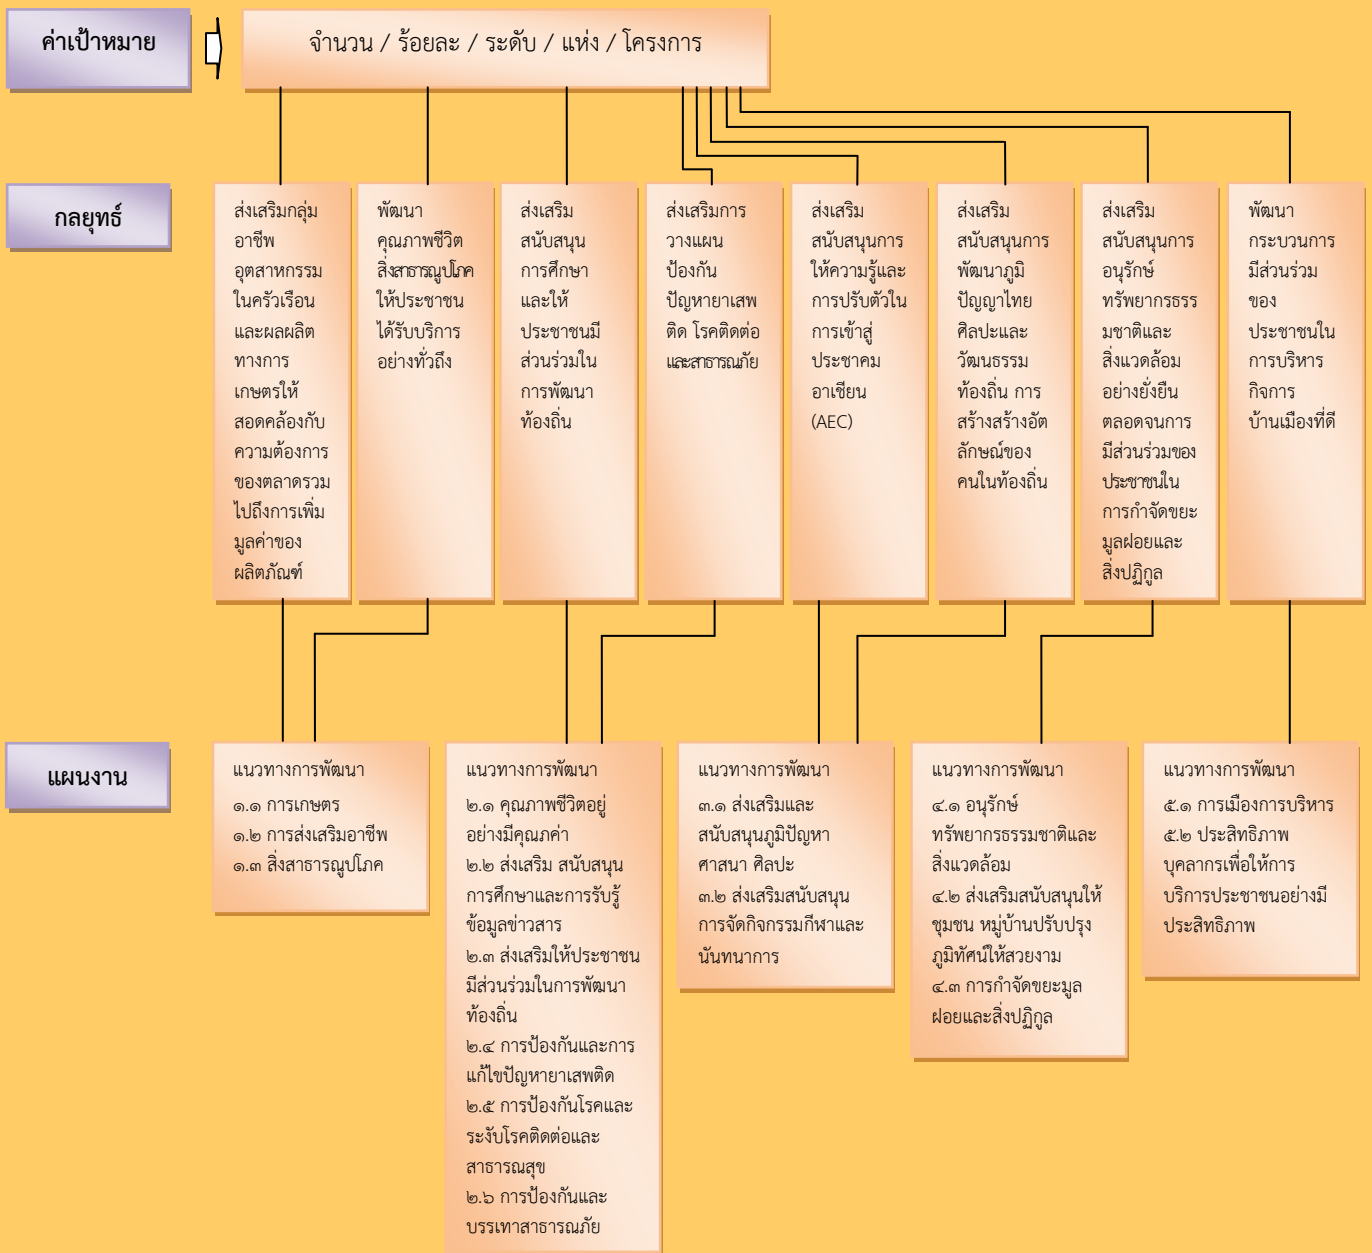 ค่าเป้าหมาย
จำนวน / ร้อยละ / ระดับ / แห่ง / โครงการ
กลยุทธ์
ส่งเสริมกลุ่ม
อาชีพ
อุตสาหกรรม
ในครัวเรือน
และผลผลิต
ทางการ
เกษตรให้
สอดคล้องกับ
ความต้องการ
ของตลาดรวม
ไปถึงการเพิ่ม
มูลค่าของ
ผลิตภัณฑ์
พัฒนา
คุณภาพชีวิต
สิ่งสาธารณูปโภค
ให้ประชาชน
ได้รับบริการ
อย่างทั่วถึง
ส่งเสริม
สนับสนุน
การศึกษา
และให้
ประชาชนมี
ส่วนร่วมใน
การพัฒนา
ท้องถิ่น
ส่งเสริมการ
วางแผน
ป้องกัน
ปัญหายาเสพ
ติด โรคติดต่อ
และสาธารณภัย
ส่งเสริม
สนับสนุนการ
ให้ความรู้และ
การปรับตัวใน
การเข้าสู่
ประชาคม
อาเซียน
(AEC)
ส่งเสริม
สนับสนุนการ
พัฒนาภูมิ
ปัญญาไทย
ศิลปะและ
วัฒนธรรม
ท้องถิ่น การ
สร้างสร้างอัต
ลักษณ์ของ
คนในท้องถิ่น
ส่งเสริม
สนับสนุนการ
อนุรักษ์
ทรัพยากรธรร
มชาติและ
สิ่งแวดล้อม
อย่างยั่งยืน
ตลอดจนการ
มีส่วนร่วมของ
ประชาชนใน
การกำจัดขยะ
มูลฝอยและ
สิ่งปฏิกูล
พัฒนา
กระบวนการ
มีส่วนร่วม
ของ
ประชาชนใน
การบริหาร
กิจการ
บ้านเมืองที่ดี
แผนงาน
แนวทางการพัฒนา
๑.๑ การเกษตร
๑.๒ การส่งเสริมอาชีพ
๑.๓ สิ่งสาธารณูปโภค
แนวทางการพัฒนา
๒.๑ คุณภาพชีวิตอยู่
อย่างมีคุณภค่า
๒.๒ ส่งเสริม สนับสนุน
การศึกษาและการรับรู้
ข้อมูลข่าวสาร
๒.๓ ส่งเสริมให้ประชาชน
มีส่วนร่วมในการพัฒนา
ท้องถิ่น
๒.๔ การป้องกันและการ
แก้ไขปัญหายาเสพติด
๒.๕ การป้องกันโรคและ
ระงับโรคติดต่อและ
สาธารณสุข
๒.๖ การป้องกันและ
บรรเทาสาธารณภัย
แนวทางการพัฒนา
๓.๑ ส่งเสริมและ
สนับสนุนภูมิปัญหา
ศาสนา ศิลปะ
๓.๒ ส่งเสริมสนับสนุน
การจัดกิจกรรมกีฬาและ
นันทนาการ
แนวทางการพัฒนา
๔.๑ อนุรักษ์
ทรัพยากรธรรมชาติและ
สิ่งแวดล้อม
๔.๒ ส่งเสริมสนับสนุนให้
ชุมชน หมู่บ้านปรับปรุง
ภูมิทัศน์ให้สวยงาม
๔.๓ การกำจัดขยะมูล
ฝอยและสิ่งปฏิกูล
แนวทางการพัฒนา
๕.๑ การเมืองการบริหาร
๕.๒ ประสิทธิภาพ
บุคลากรเพื่อให้การ
บริการประชาชนอย่างมี
ประสิทธิภาพ